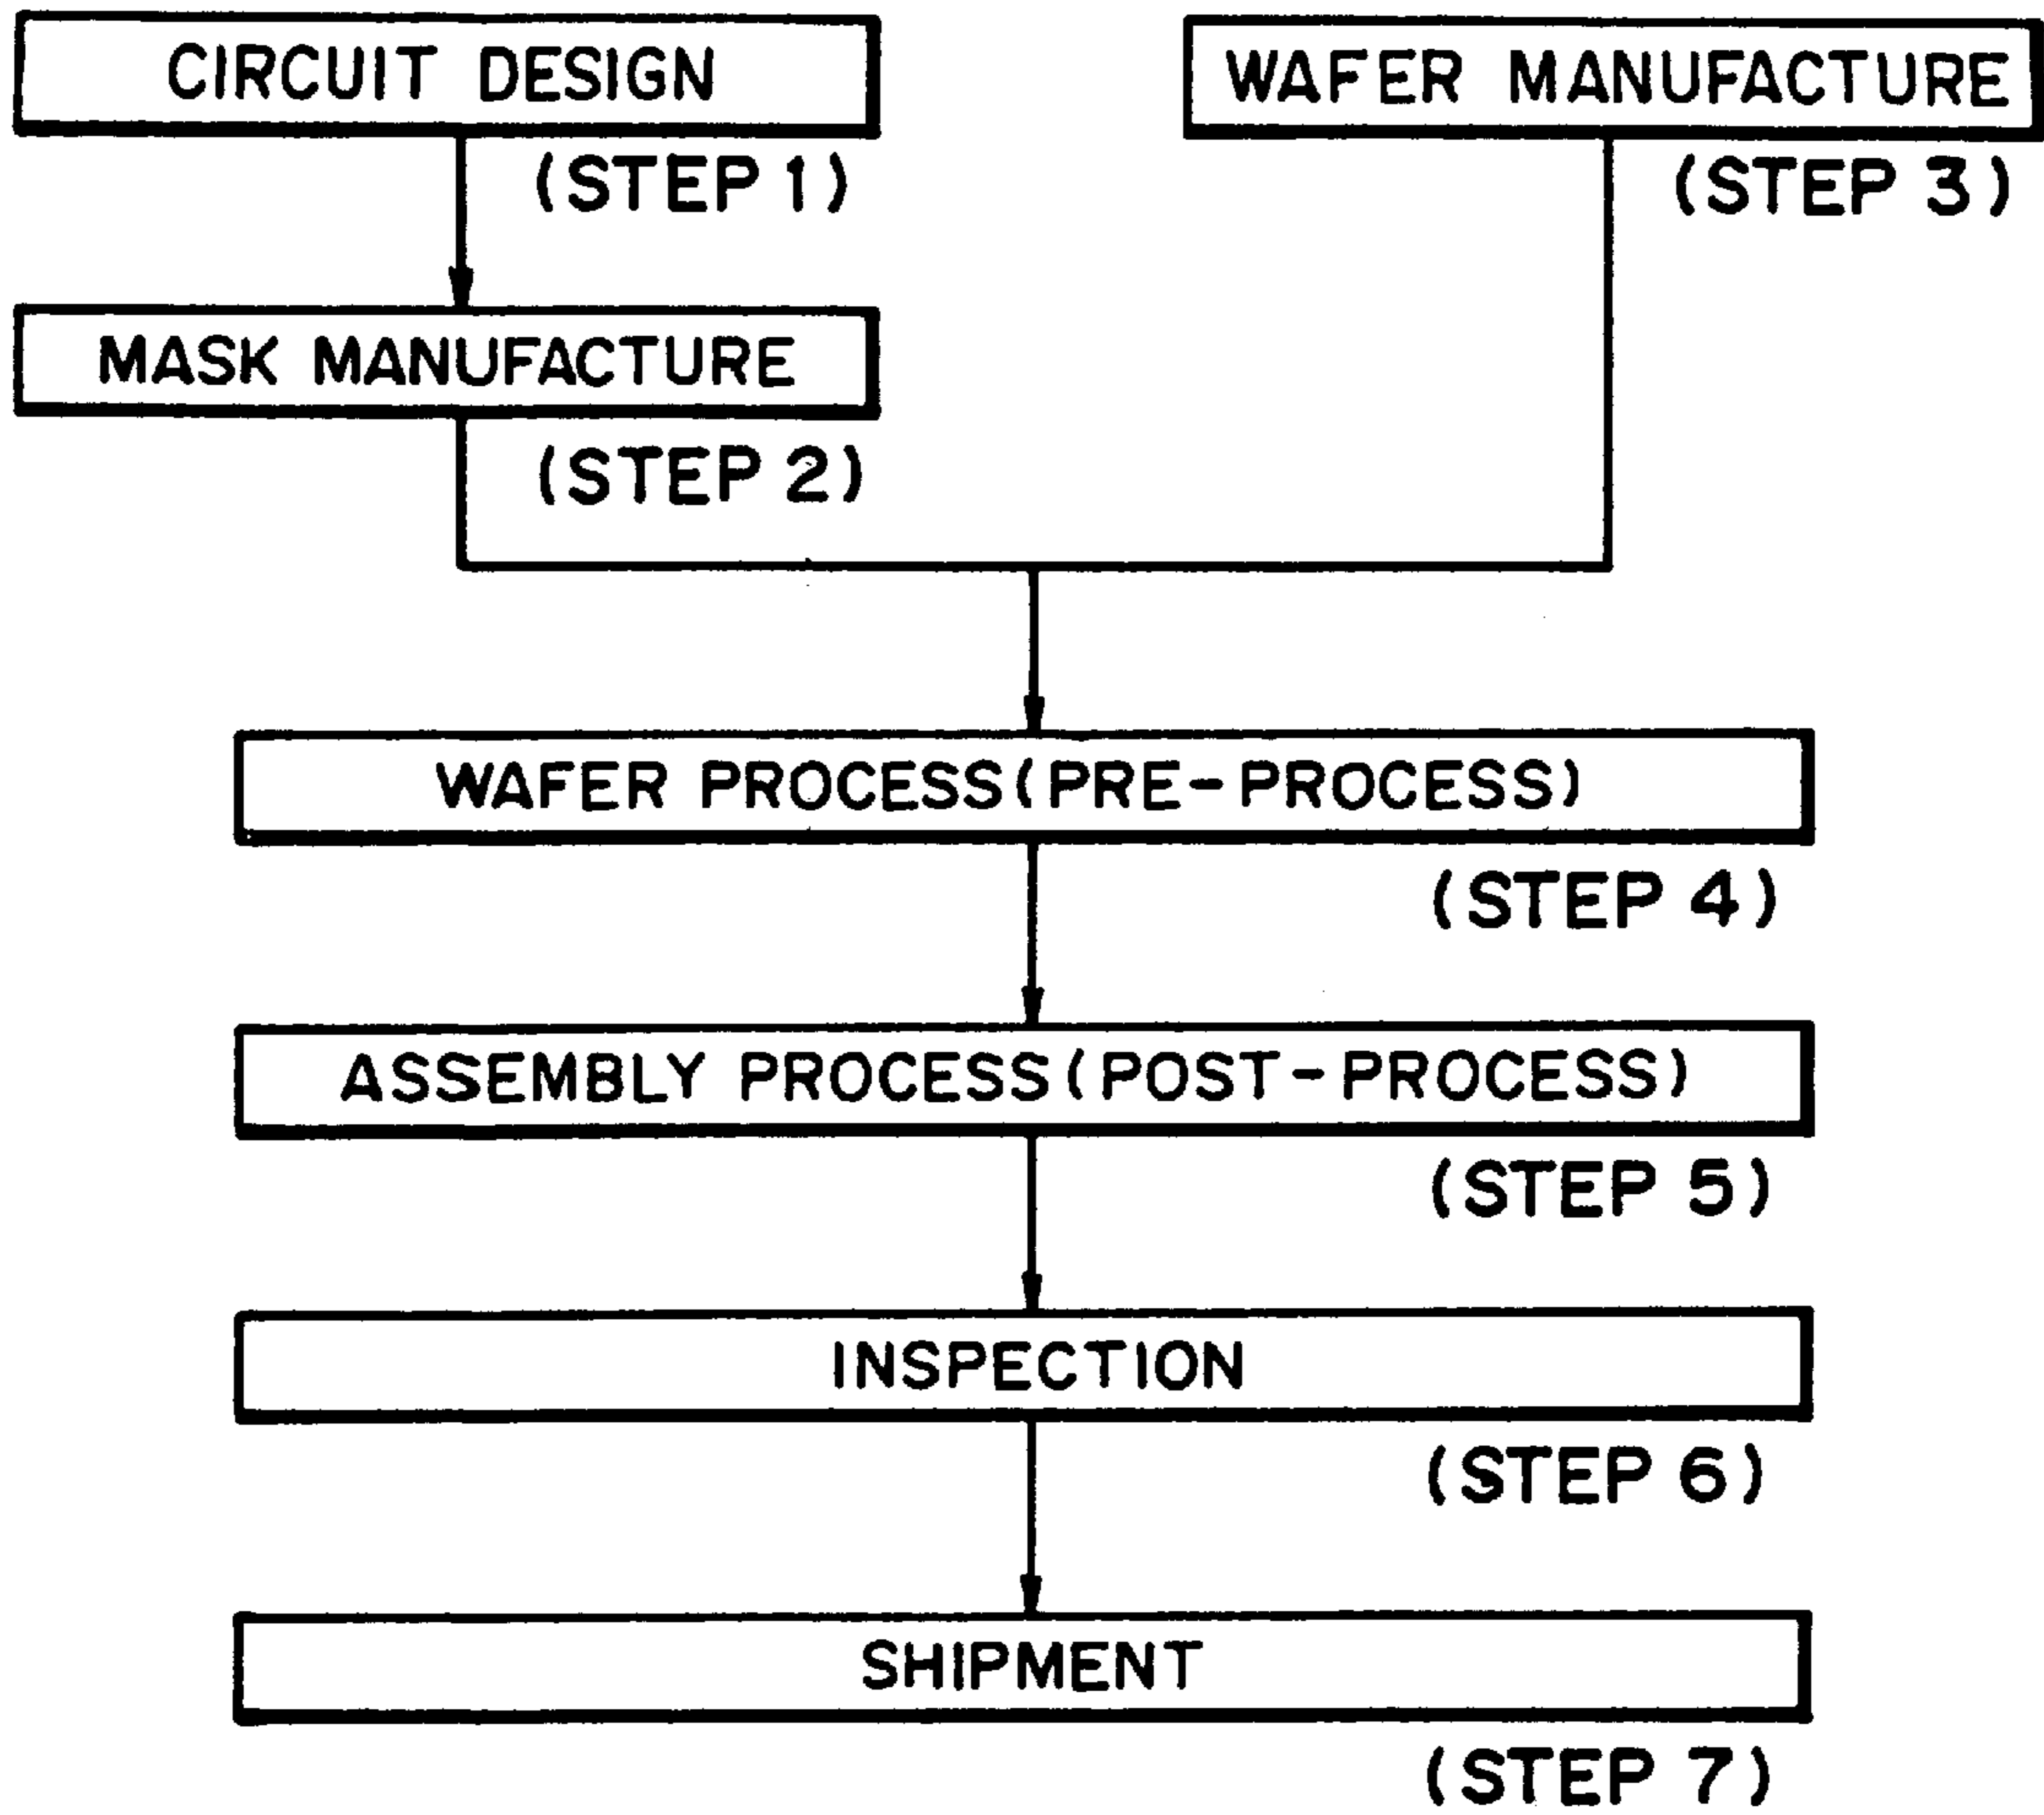 CIRCUIT DESIGN
(STEP 1)
WAFER MANUFACTURE
(STEP 3)
MASK MANUFACTURE
(STEP 2)
WAFER PROCESS(PRE-PROCESS)
(STEP 4)
ASSEMBLY PROCESS(POST-PROCESS)
(STEP 5)
INSPECTION
(STEP 6)
SHIPMENT
(STEP 7)